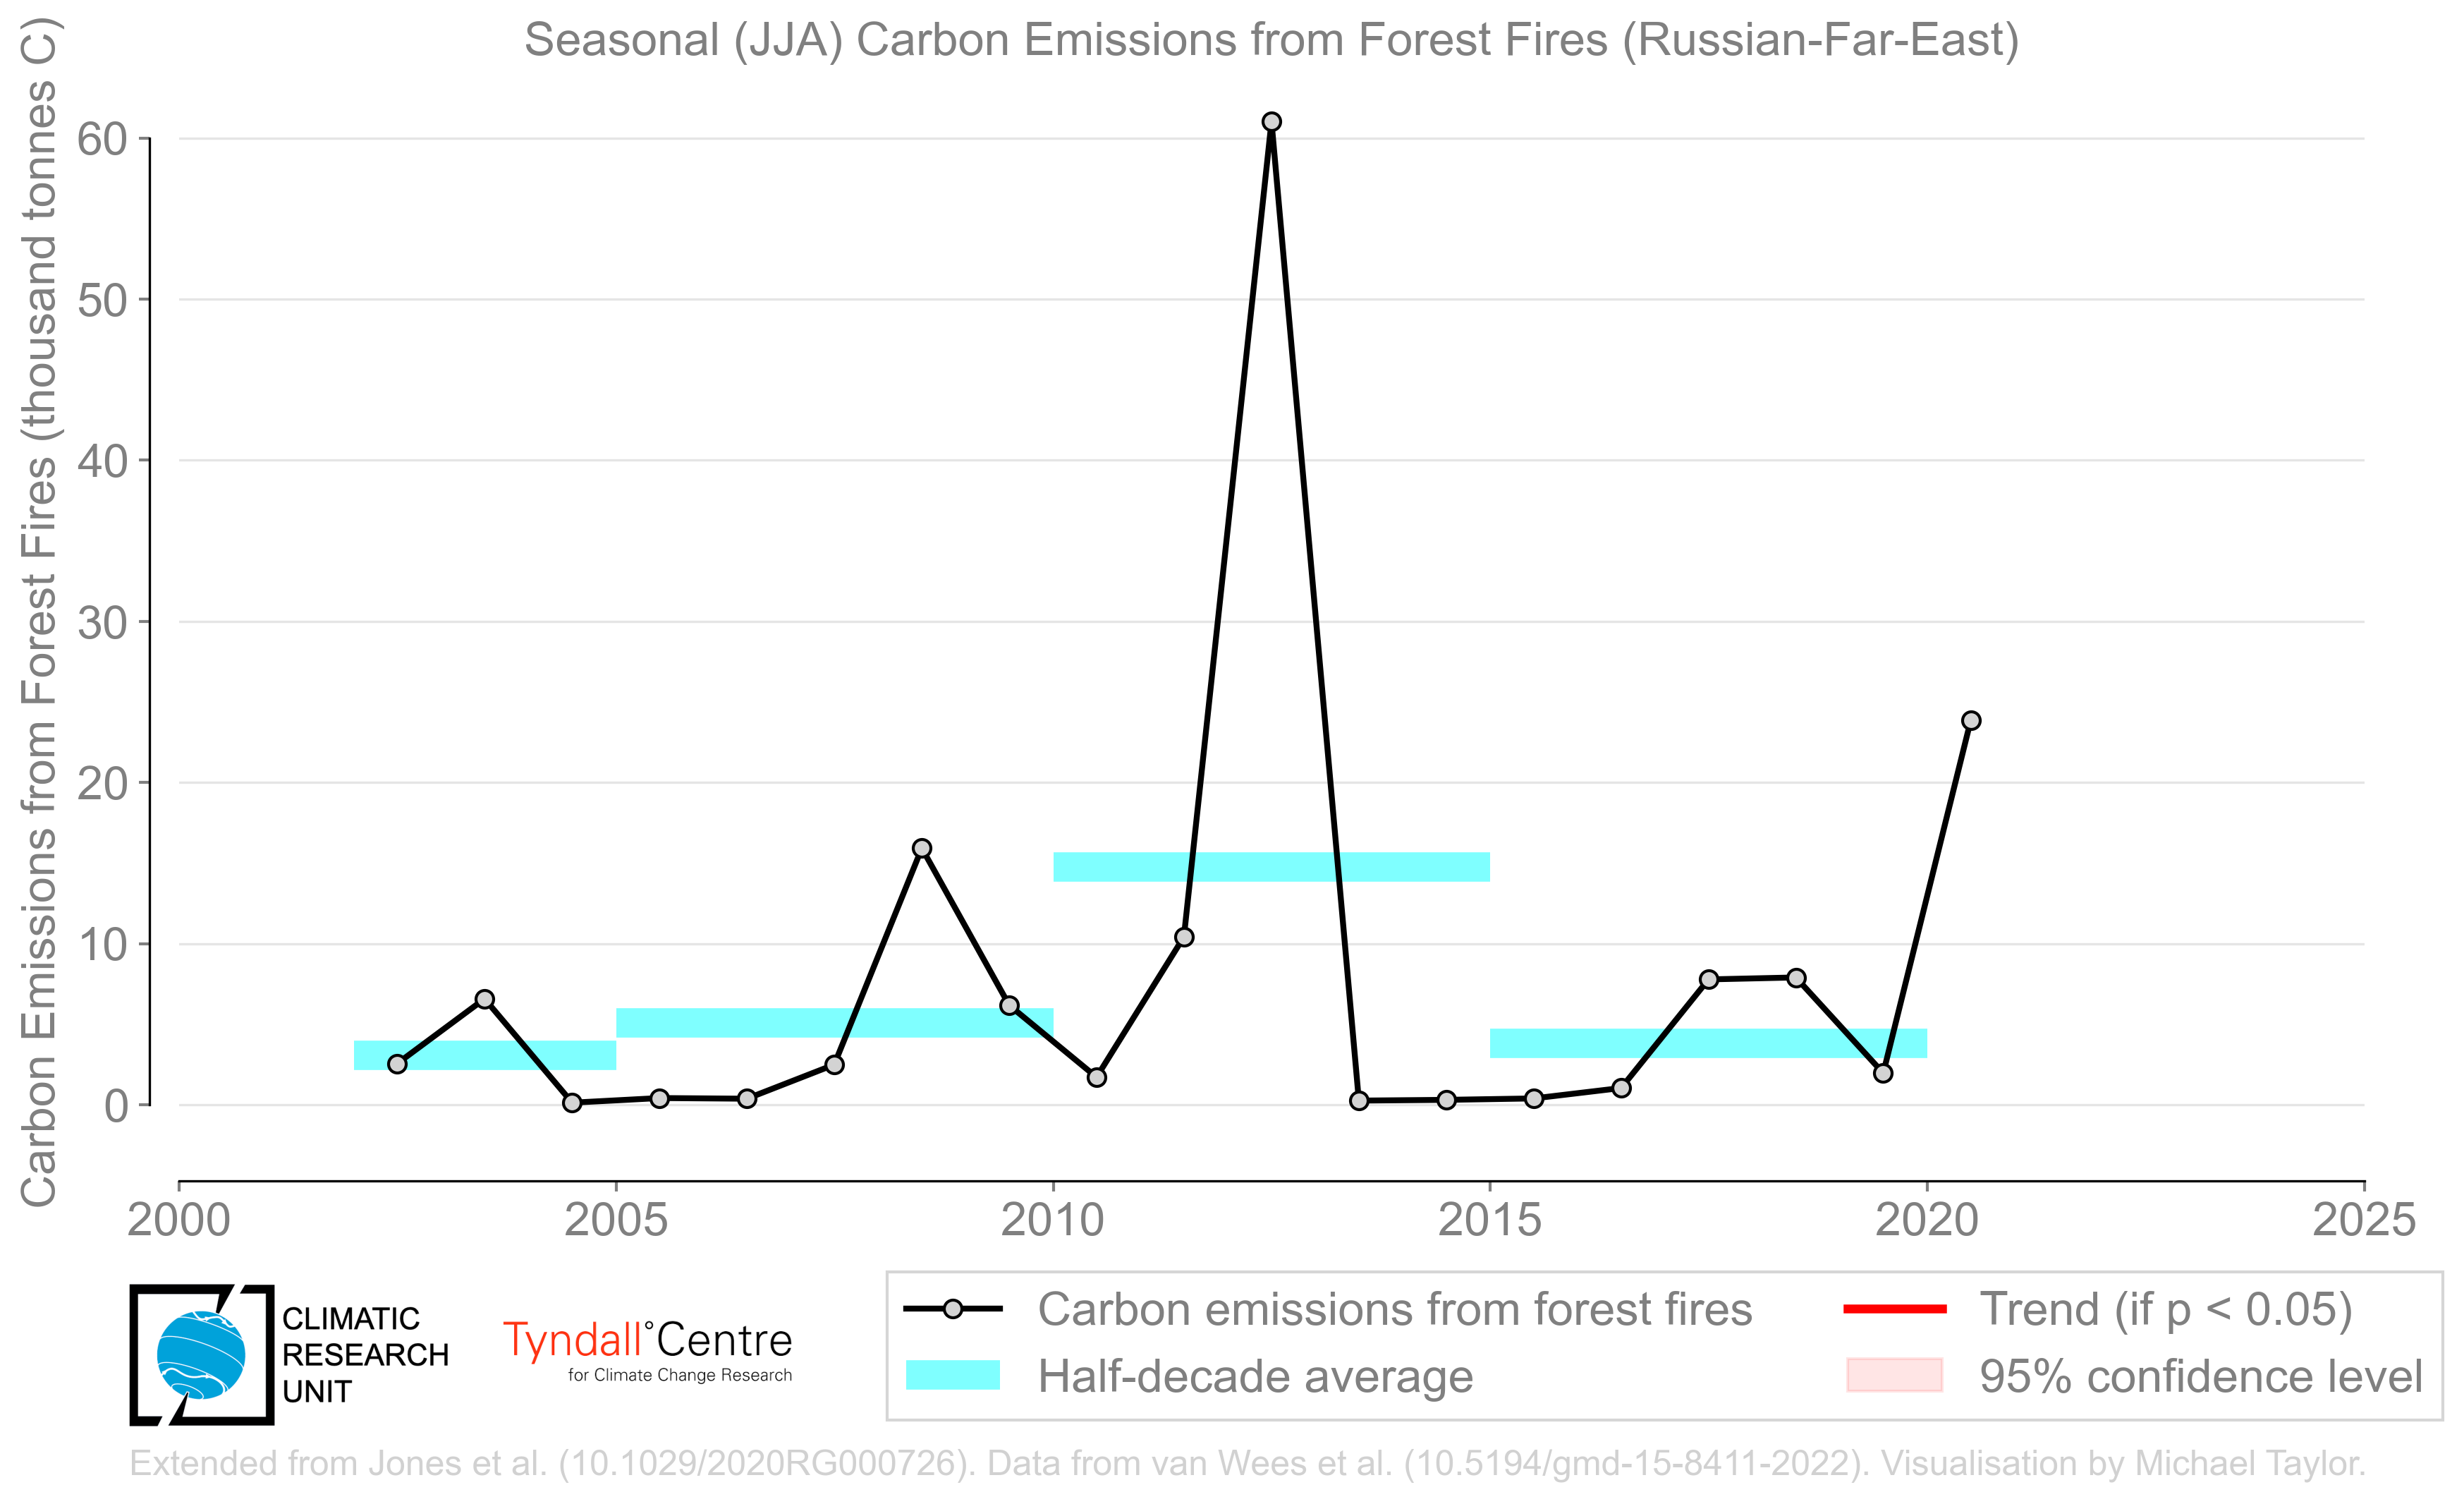 Seasonal (JJA) Carbon Emissions from Forest Fires (Russian-Far-East)
Carbon Emissions from Forest Fires (thousand tonnes C)
60
50
40
30
20
10
0
2000 2005 2010 2015 2020 2025
Carbon emissions from forest fires
Half-decade average
Trend (if p < 0.05)
95% confidence level
CLIMATIC
RESEARCH
UNIT
Tyndall°Centre
for Climate Change Research
Extended from Jones et al. (10.1029/2020RG000726). Data from van Wees et al. (10.5194/gmd-15-8411-2022). Visualisation by Michael Taylor.